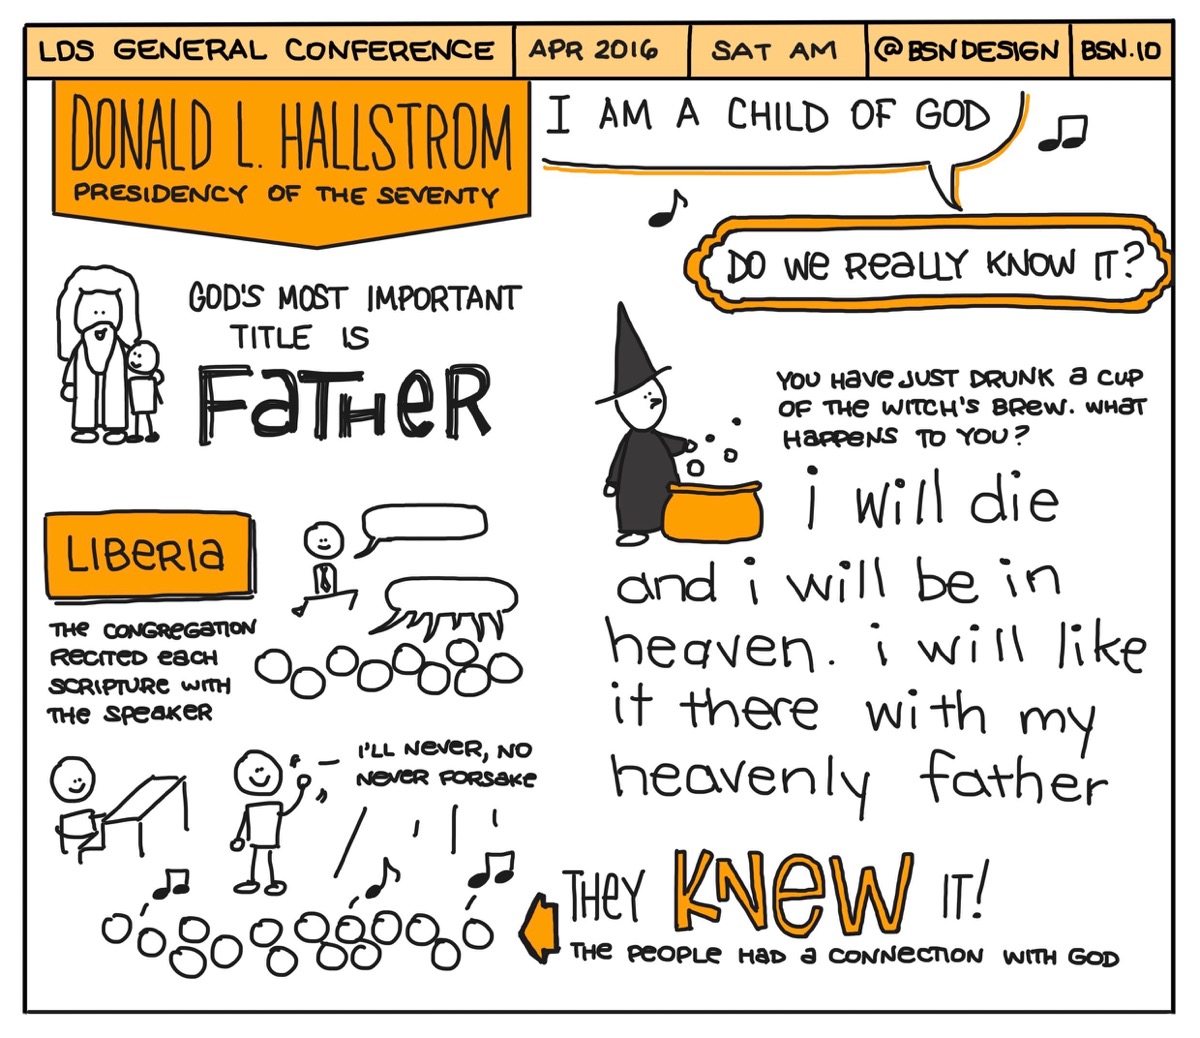 LDS GENERAL CONFERENCE
APR 2016
SAT AM
@BSNDESIGN
BSN.IO
DONALD L. HALLSTROM
PRESIDENCY OF THE SEVENTY
I AM A CHILD OF GOD
DO WE REALLY KNOW IT?
GOD'S MOST IMPORTANT
TITLE IS
FATHER
YOU HAVE JUST DRUNK A CUP
OF THE WITCH'S BREW. WHAT
HAPPENS TO YOU?
i will die
and i will be in
heaven. i will like
it there with my
heavenly father
LIBERIA
THE CONGREGATION
RECITED EACH
SCRIPTURE WITH
THE SPEAKER
I'LL NEVER, NO
NEVER FORSAKE
THEY KNEW IT!
THE PEOPLE HAD A CONNECTION WITH GOD